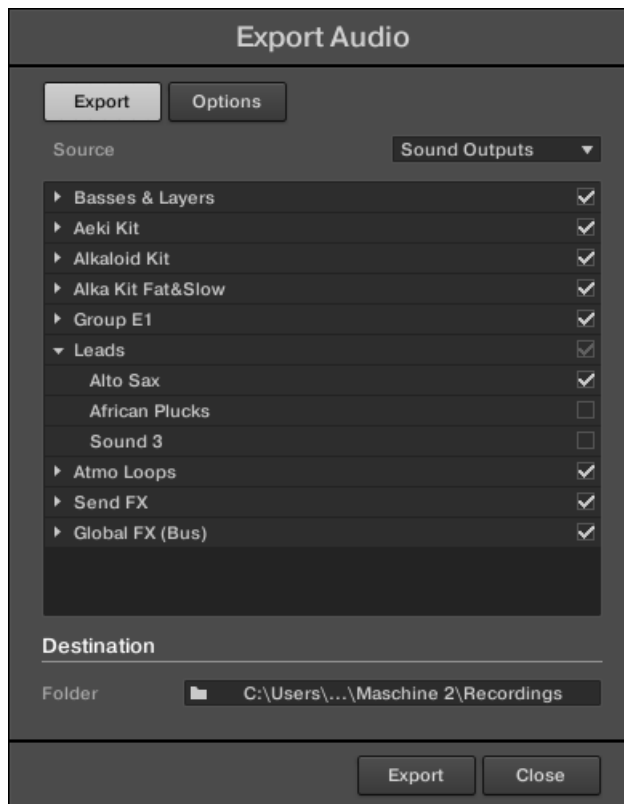 Export Audio
Export Options
Source Sound Outputs
Basses & Layers
Aeki Kit
Alkaloid Kit
Alka Kit Fat&Slow
Group E1
Leads
Alto Sax
African Plucks
Sound 3
Atmo Loops
Send FX
Global FX (Bus)
Destination
Folder C:\Users\...\Maschine 2\Recordings
Export Close